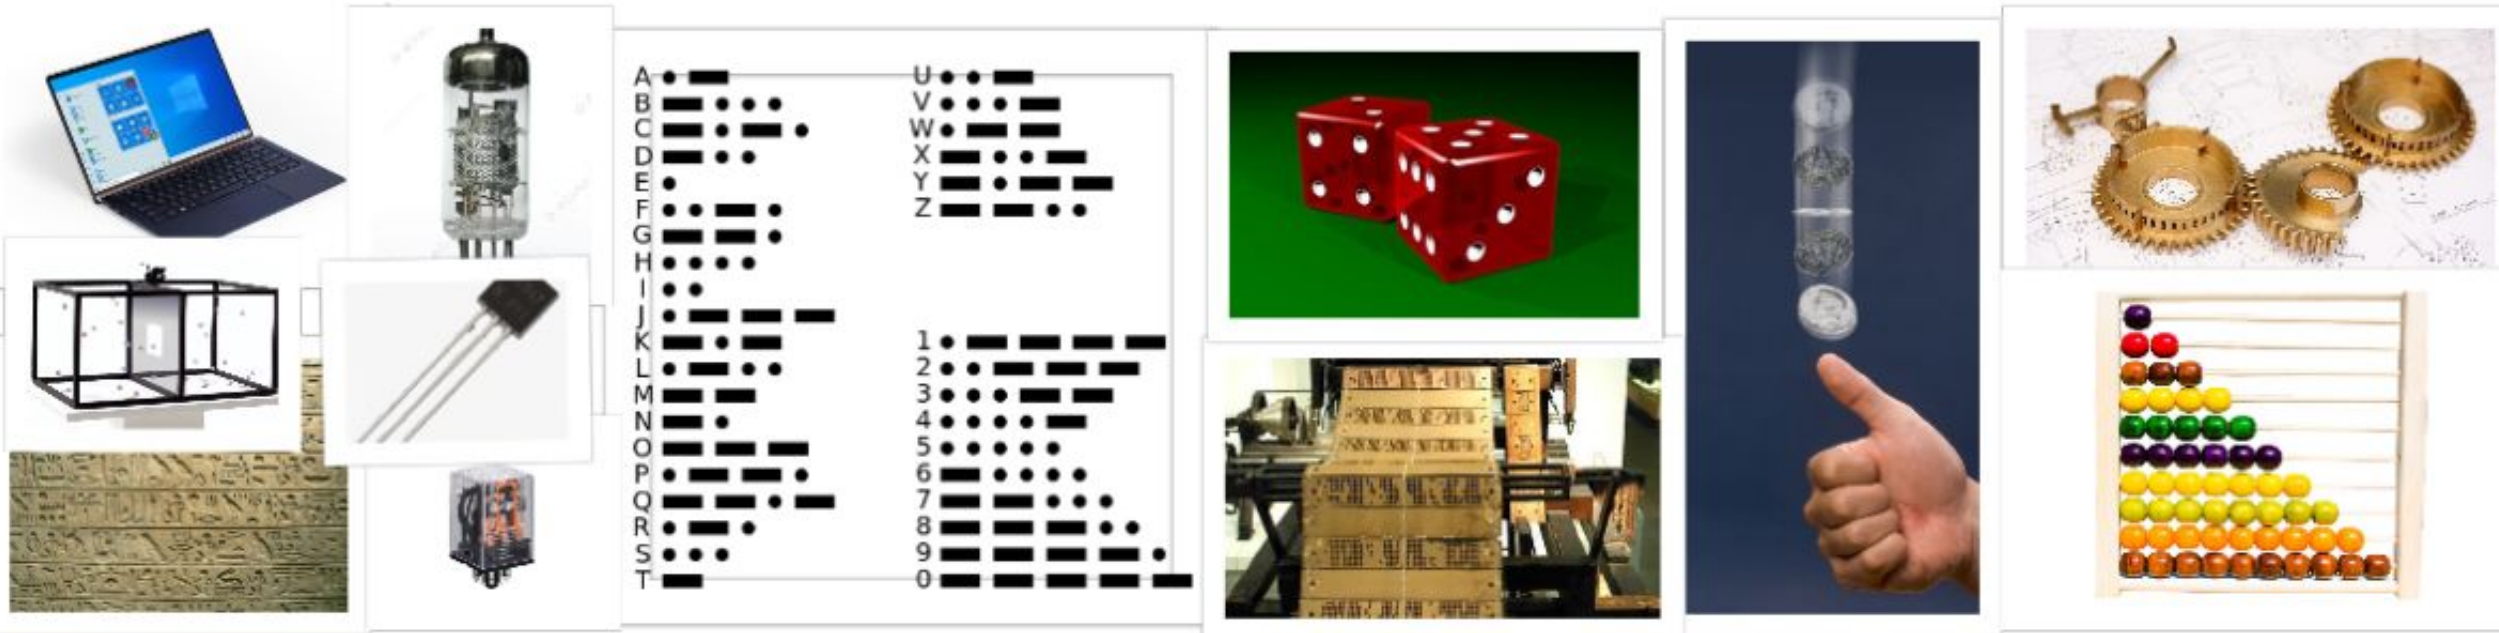 A • —
B — • • •
C — • — •
D — • •
E •
F • • — •
G — — •
H • • • •
I • •
J • — — —
K — • —
L • — • •
M — —
N — •
O — — —
P • — — •
Q — — • —
R • — •
S • • •
T —
U • • —
V • • • —
W • — —
X — • • —
Y — • — —
Z — — • •
1 • — — — —
2 • • — — —
3 • • • — —
4 • • • • —
5 • • • • •
6 — • • • •
7 — — • • •
8 — — — • •
9 — — — — •
0 — — — — —